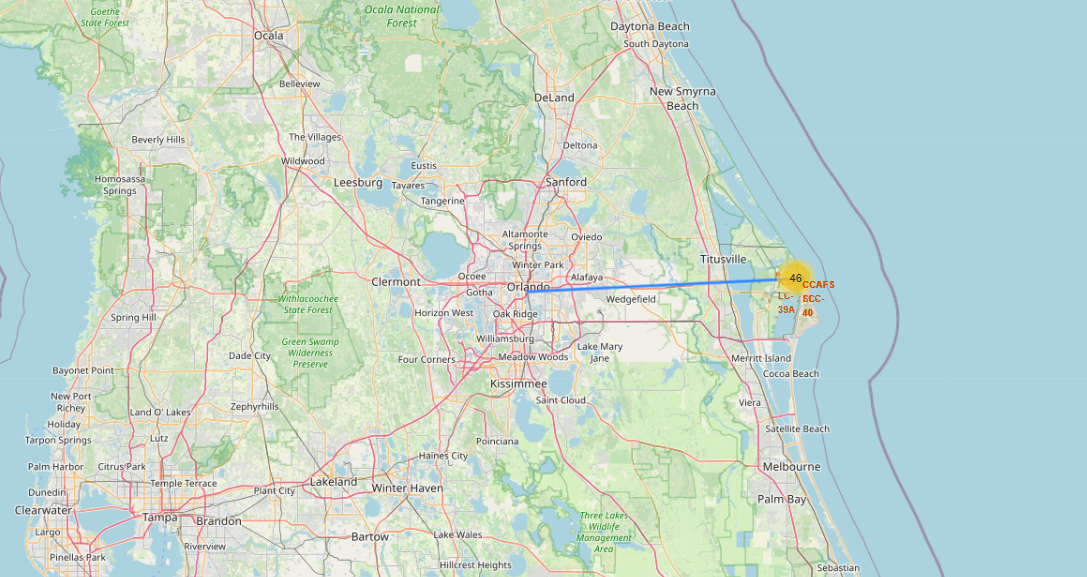 Goethe
State Forest
Ocala National
Forest
Daytona Beach
Ocala
South Daytona
Belleview
New Smyrna
Beach
DeLand
The Villages
Beverly Hills
Deltona
Wildwood
Eustis
Homosassa
Springs
Leesburg
Tavares
Sanford
Tangerine
Altamonte
Springs
Oviedo
Titusville
Winter Park
Clermont
Ocoee
Alafaya
46
CCAFS
SLC-
40
LC-
39A
Gotha
Orlando
Wedgefield
Withlacoochee
State Forest
Horizon West
Oak Ridge
Spring Hill
Williamsburg
Lake Mary
Jane
Green Swamp
Wilderness
Preserve
Dade City
Four Corners
Meadow Woods
Merritt Island
Bayonet Point
Kissimmee
Cocoa Beach
New Port
Richey
Land O' Lakes
Zephyrhills
Saint Cloud
Viera
Holiday
Tarpon Springs
Lutz
Poinciana
Satellite Beach
Palm Harbor
Citrus Park
Haines City
Melbourne
Temple Terrace
Lakeland
Dunedin
Plant City
Winter Haven
Palm Bay
Clearwater
Tampa
Brandon
Three Lakes
Wildlife
Management
Area
Largo
Bartow
Lake Wales
Riverview
Pinellas Park
Hillcrest Heights
Sebastian